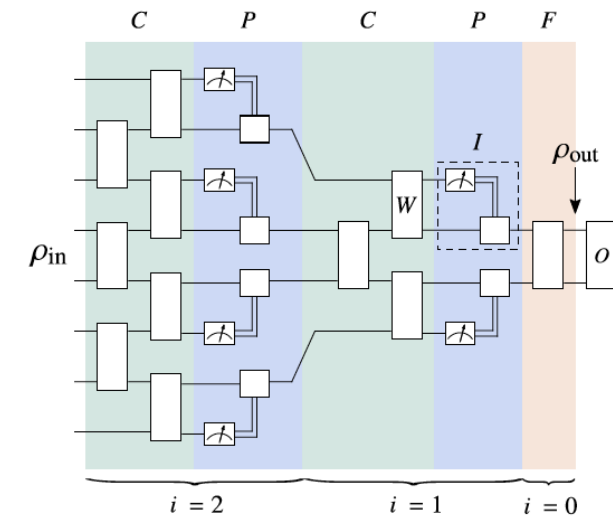 C P C P F
I
ρout
W
ρin
O
i = 2 i = 1 i = 0